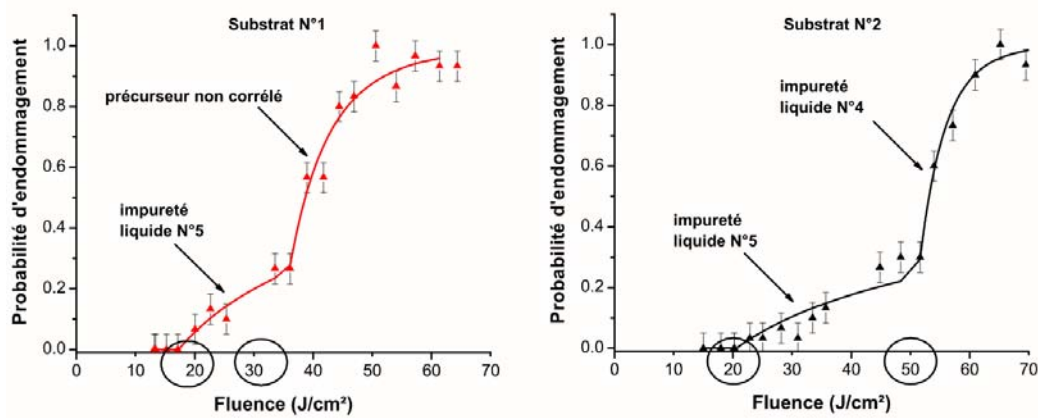 Substrat N°1
Probabilité d'endommagement
1.0
0.8
0.6
0.4
0.2
0.0
précurseur non corrélé
impureté
liquide N°5
0 10 20 30 40 50 60 70
Fluence (J/cm²)
Substrat N°2
Probabilité d'endommagement
1.0
0.8
0.6
0.4
0.2
0.0
impureté
liquide N°4
impureté
liquide N°5
0 10 20 30 40 50 60 70
Fluence (J/cm²)